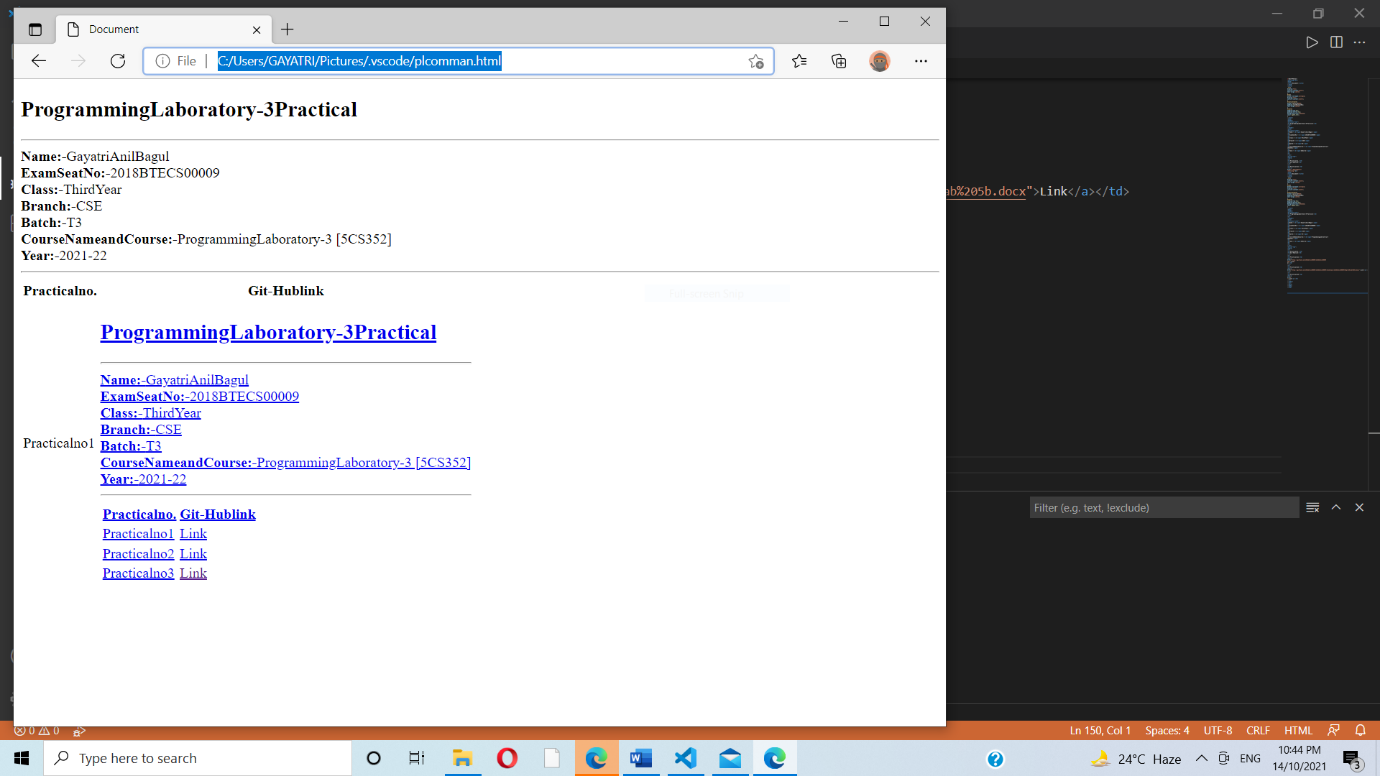 Document
File
C:/Users/GAYATRI/Pictures/.vscode/plcomman.html
ProgrammingLaboratory-3Practical
Name:-GayatriAnilBagul
ExamSeatNo:-2018BTECS00009
Class:-ThirdYear
Branch:-CSE
Batch:-T3
CourseNameandCourse:-ProgrammingLaboratory-3 [5CS352]
Year:-2021-22
Practicalno. Git-Hublink
ProgrammingLaboratory-3Practical
Name:-GayatriAnilBagul
ExamSeatNo:-2018BTECS00009
Class:-ThirdYear
Branch:-CSE
Practicalno1
Batch:-T3
CourseNameandCourse:-ProgrammingLaboratory-3 [5CS352]
Year:-2021-22
Practicalno. Git-Hublink
Practicalno1 Link
Practicalno2 Link
Practicalno3 Link
ab%205b.docx">Link</a></td>
Filter (e.g. text, !exclude)
0 0
Ln 150, Col 1 Spaces: 4 UTF-8 CRLF HTML
Type here to search
24°C Haze
ENG
10:44 PM
14/10/2021
3